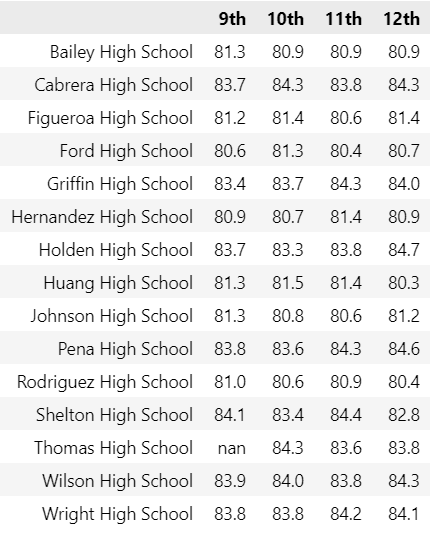 9th 10th 11th 12th
Bailey High School 81.3 80.9 80.9 80.9
Cabrera High School 83.7 84.3 83.8 84.3
Figueroa High School 81.2 81.4 80.6 81.4
Ford High School 80.6 81.3 80.4 80.7
Griffin High School 83.4 83.7 84.3 84.0
Hernandez High School 80.9 80.7 81.4 80.9
Holden High School 83.7 83.3 83.8 84.7
Huang High School 81.3 81.5 81.4 80.3
Johnson High School 81.3 80.8 80.6 81.2
Pena High School 83.8 83.6 84.3 84.6
Rodriguez High School 81.0 80.6 80.9 80.4
Shelton High School 84.1 83.4 84.4 82.8
Thomas High School nan 84.3 83.6 83.8
Wilson High School 83.9 84.0 83.8 84.3
Wright High School 83.8 83.8 84.2 84.1